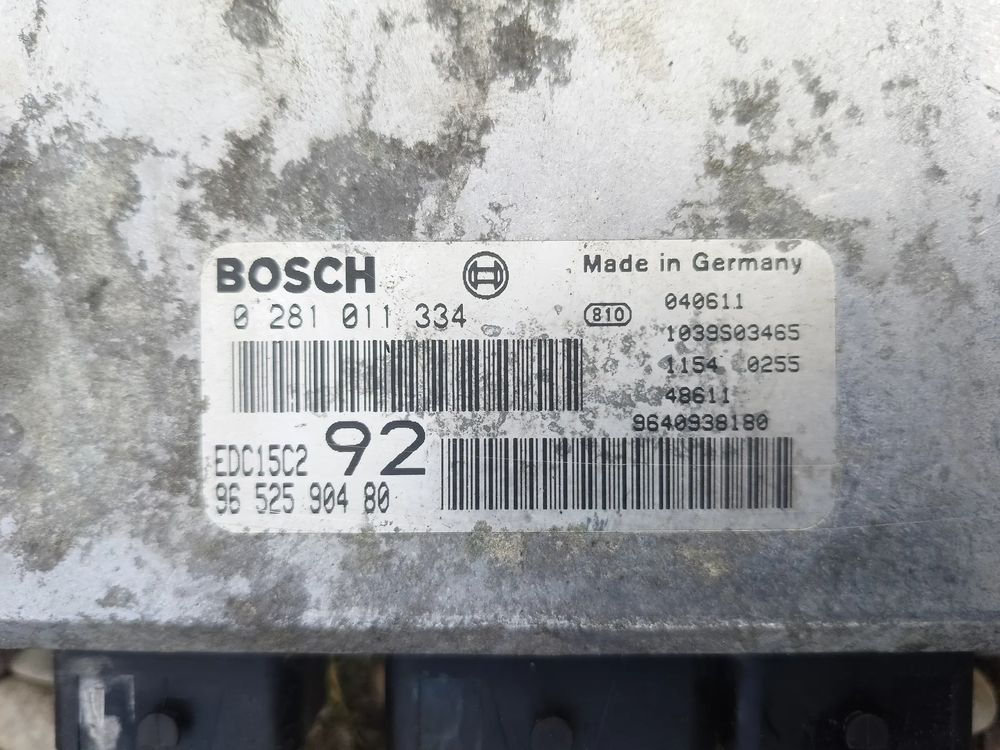 BOSCH
Made in Germany
0 281 011 334
810
040611
1039S03465
1154 0255
48611
9640938180
EDC15C2
92
96 525 904 80